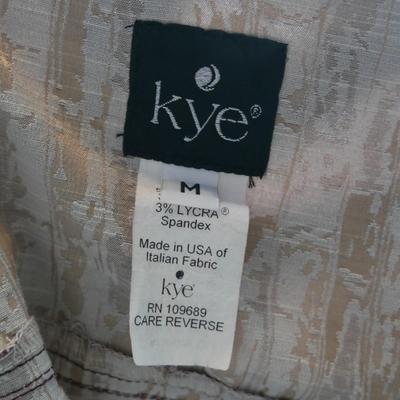 kye®
M
3% LYCRA®
Spandex
Made in USA of
Italian Fabric
kye
RN 109689
CARE REVERSE